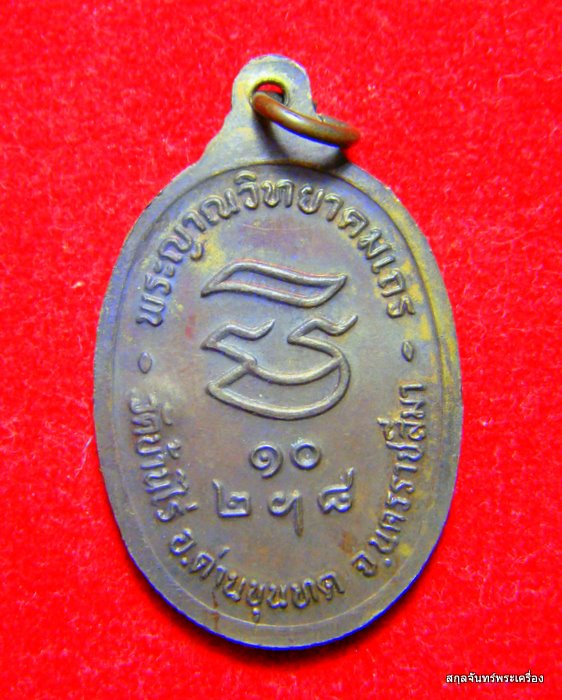 พระญาณวิทยาคมเถร
๑๐
๒ ฯ ๘
วัดบ้านไร่ อ.ด่านขุนทด จ.นครราชสีมา
สกุลจันทร์พระเครื่อง